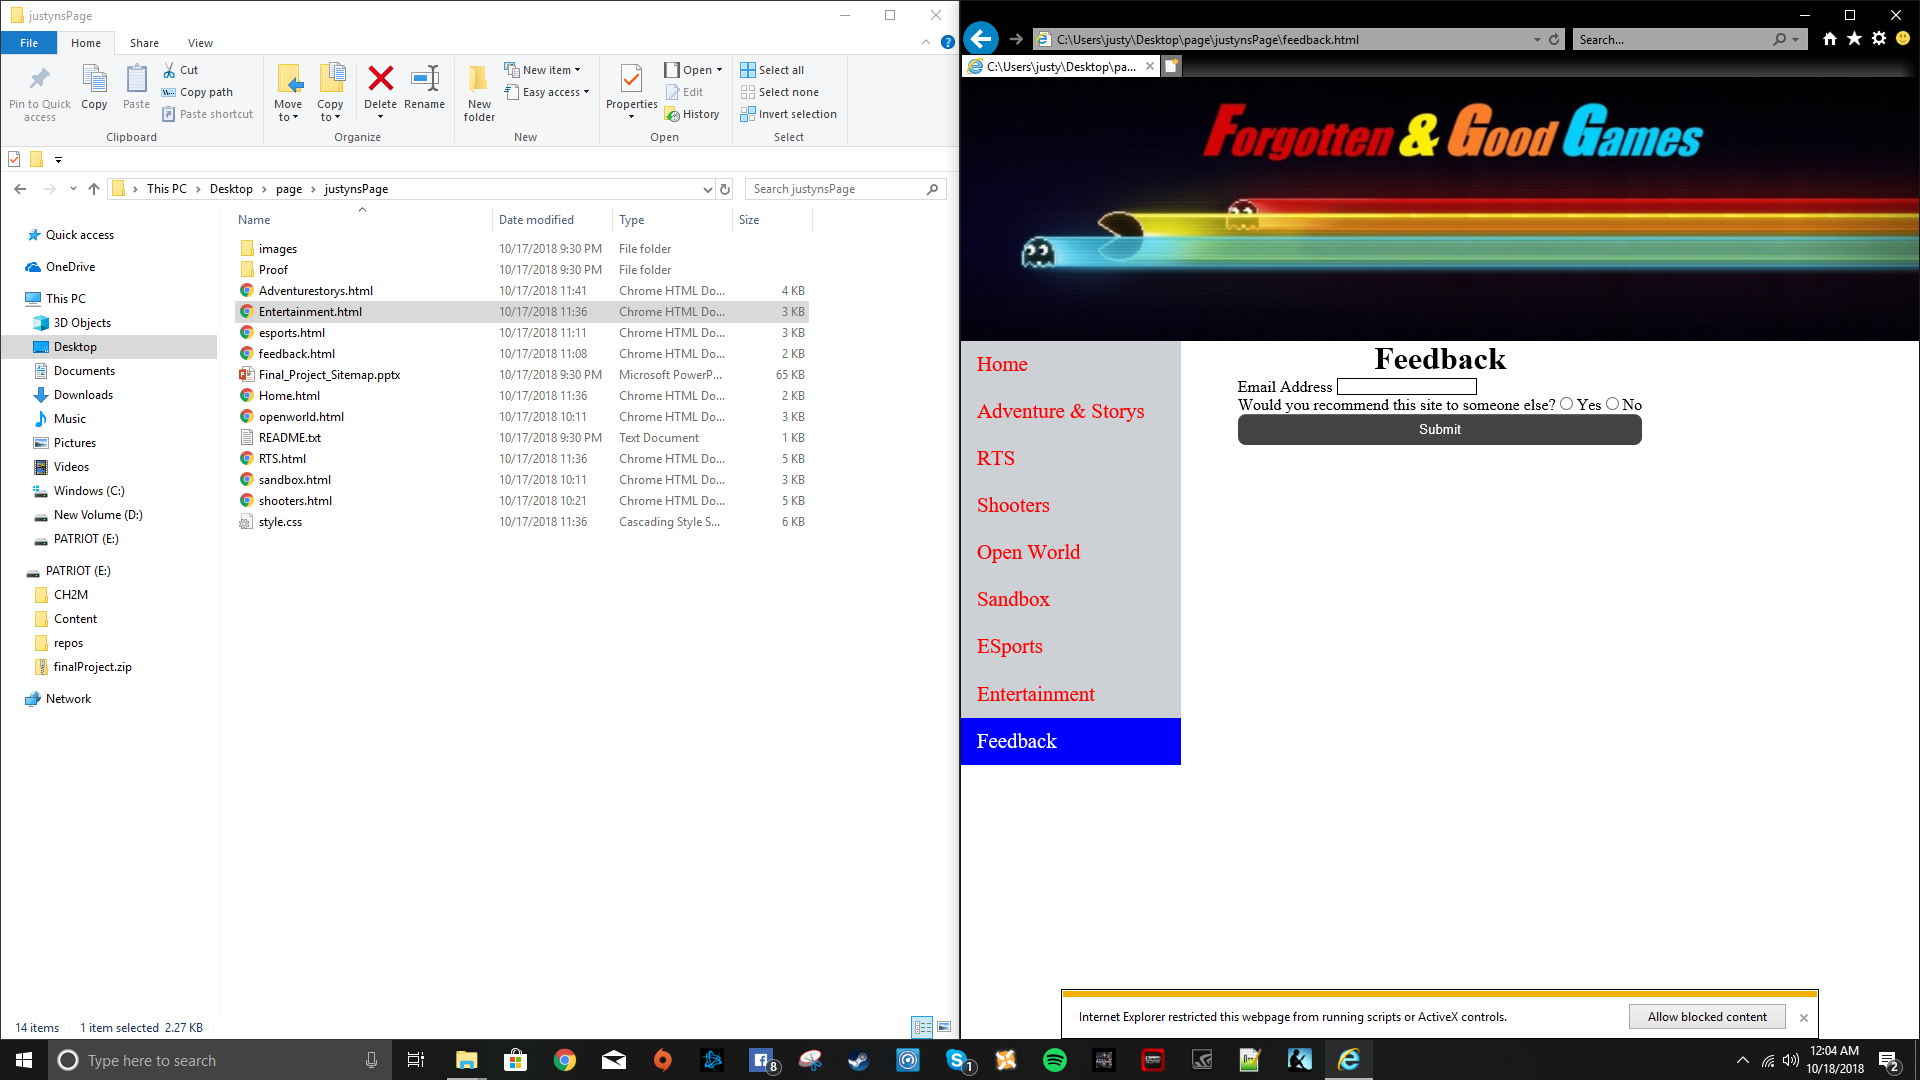 justynsPage
File Home Share View
Pin to Quick access
Copy
Paste
Cut
Copy path
Paste shortcut
Clipboard
Move to
Copy to
Delete
Rename
Organize
New folder
New item
Easy access
New
Properties
Open
Edit
History
Open
Select all
Select none
Invert selection
Select
This PC > Desktop > page > justynsPage
Search justynsPage
Quick access
OneDrive
This PC
3D Objects
Desktop
Documents
Downloads
Music
Pictures
Videos
Windows (C:)
New Volume (D:)
PATRIOT (E:)
PATRIOT (E:)
CH2M
Content
repos
finalProject.zip
Network
Name Date modified Type Size
images 10/17/2018 9:30 PM File folder
Proof 10/17/2018 9:30 PM File folder
Adventurestorys.html 10/17/2018 11:41 Chrome HTML Do... 4 KB
Entertainment.html 10/17/2018 11:36 Chrome HTML Do... 3 KB
esports.html 10/17/2018 11:11 Chrome HTML Do... 3 KB
feedback.html 10/17/2018 11:08 Chrome HTML Do... 2 KB
Final_Project_Sitemap.pptx 10/17/2018 9:30 PM Microsoft PowerP... 65 KB
Home.html 10/17/2018 11:36 Chrome HTML Do... 2 KB
openworld.html 10/17/2018 10:11 Chrome HTML Do... 3 KB
README.txt 10/17/2018 9:30 PM Text Document 1 KB
RTS.html 10/17/2018 11:36 Chrome HTML Do... 5 KB
sandbox.html 10/17/2018 10:11 Chrome HTML Do... 3 KB
shooters.html 10/17/2018 10:21 Chrome HTML Do... 5 KB
style.css 10/17/2018 11:36 Cascading Style S... 6 KB
14 items 1 item selected 2.27 KB
C:\Users\justy\Desktop\page\justynsPage\feedback.html
Search...
C:\Users\justy\Desktop\pa...
Forgotten & Good Games
Home
Adventure & Storys
RTS
Shooters
Open World
Sandbox
ESports
Entertainment
Feedback
Feedback
Email Address
Would you recommend this site to someone else? Yes No
Submit
Internet Explorer restricted this webpage from running scripts or ActiveX controls.
Allow blocked content
Type here to search
8
1
12:04 AM
10/18/2018
2